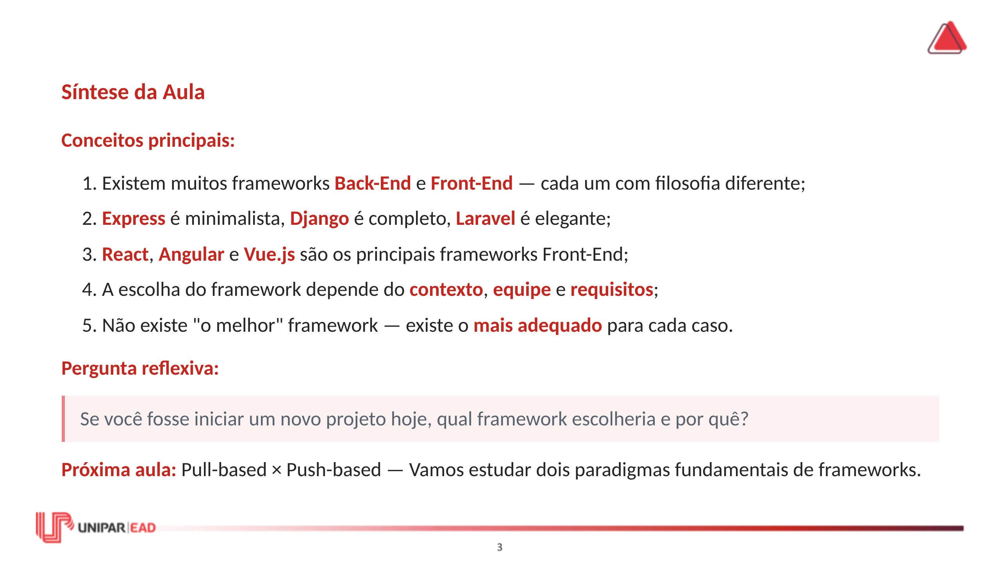 Síntese da Aula
Conceitos principais:
1. Existem muitos frameworks Back-End e Front-End — cada um com filosofia diferente;
2. Express é minimalista, Django é completo, Laravel é elegante;
3. React, Angular e Vue.js são os principais frameworks Front-End;
4. A escolha do framework depende do contexto, equipe e requisitos;
5. Não existe "o melhor" framework — existe o mais adequado para cada caso.
Pergunta reflexiva:
Se você fosse iniciar um novo projeto hoje, qual framework escolheria e por quê?
Próxima aula: Pull-based × Push-based — Vamos estudar dois paradigmas fundamentais de frameworks.
UNIPAR|EAD
3